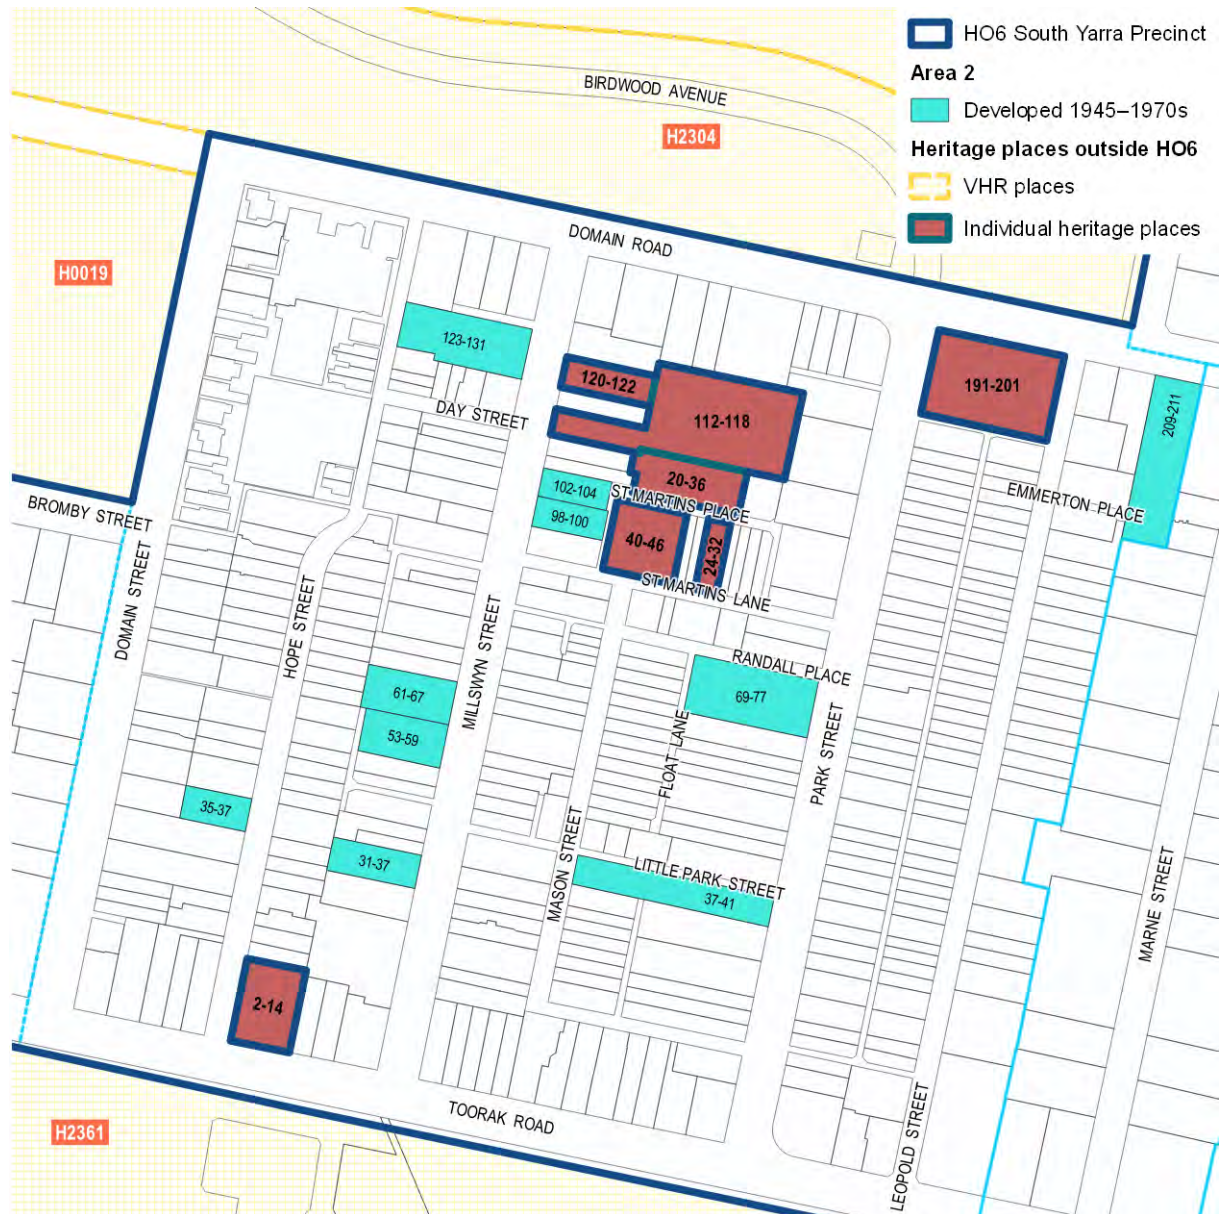 HO6 South Yarra Precinct
Area 2
Developed 1945–1970s
Heritage places outside HO6
VHR places
Individual heritage places
BIRDWOOD AVENUE
H2304
DOMAIN ROAD
H0019
123-131
120-122
112-118
191-201
209-211
DAY STREET
20-36
102-104
ST MARTINS PLACE
98-100
EMMERTON PLACE
BROMBY STREET
40-46
24-32
ST MARTINS LANE
DOMAIN STREET
HOPE STREET
MILLSWYN STREET
RANDALL PLACE
61-67
69-77
53-59
FLOAT LANE
PARK STREET
35-37
31-37
MASON STREET
LITTLE PARK STREET
37-41
MARNE STREET
2-14
TOORAK ROAD
LEOPOLD STREET
H2361